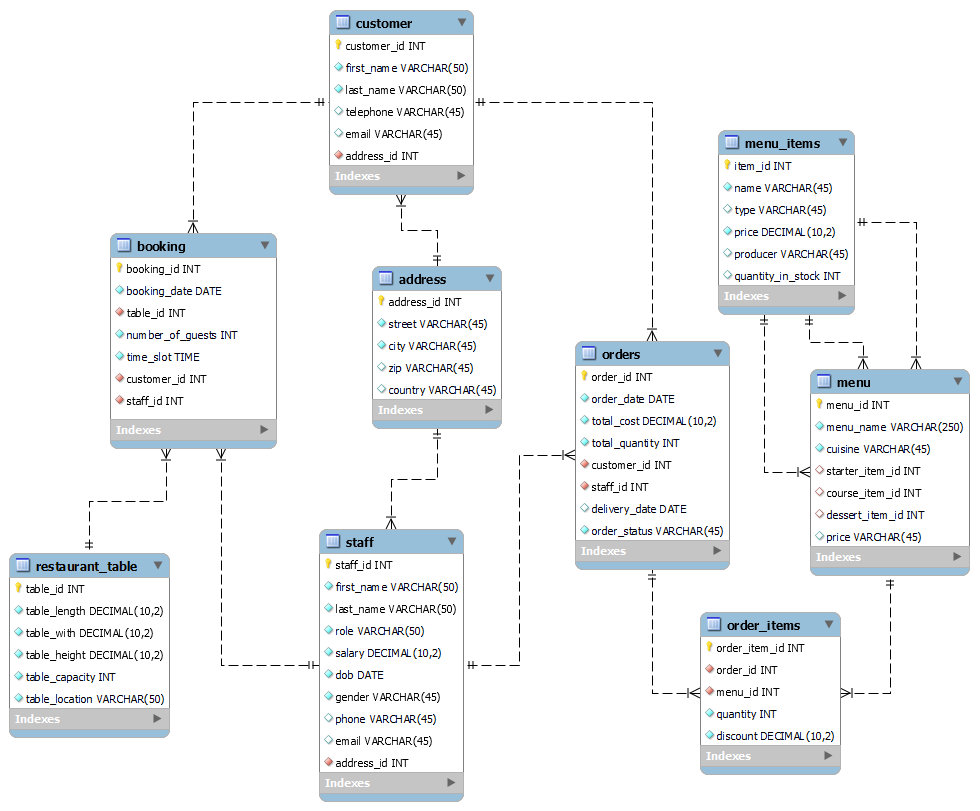 customer
customer_id INT
first_name VARCHAR(50)
last_name VARCHAR(50)
telephone VARCHAR(45)
email VARCHAR(45)
address_id INT
Indexes
menu_items
item_id INT
name VARCHAR(45)
type VARCHAR(45)
price DECIMAL(10,2)
producer VARCHAR(45)
quantity_in_stock INT
Indexes
booking
booking_id INT
booking_date DATE
table_id INT
number_of_guests INT
time_slot TIME
customer_id INT
staff_id INT
Indexes
address
address_id INT
street VARCHAR(45)
city VARCHAR(45)
zip VARCHAR(45)
country VARCHAR(45)
Indexes
orders
order_id INT
order_date DATE
total_cost DECIMAL(10,2)
total_quantity INT
customer_id INT
staff_id INT
delivery_date DATE
order_status VARCHAR(45)
Indexes
menu
menu_id INT
menu_name VARCHAR(250)
cuisine VARCHAR(45)
starter_item_id INT
course_item_id INT
dessert_item_id INT
price VARCHAR(45)
Indexes
restaurant_table
table_id INT
table_length DECIMAL(10,2)
table_with DECIMAL(10,2)
table_height DECIMAL(10,2)
table_capacity INT
table_location VARCHAR(50)
Indexes
staff
staff_id INT
first_name VARCHAR(50)
last_name VARCHAR(50)
role VARCHAR(50)
salary DECIMAL(10,2)
dob DATE
gender VARCHAR(45)
phone VARCHAR(45)
email VARCHAR(45)
address_id INT
Indexes
order_items
order_item_id INT
order_id INT
menu_id INT
quantity INT
discount DECIMAL(10,2)
Indexes